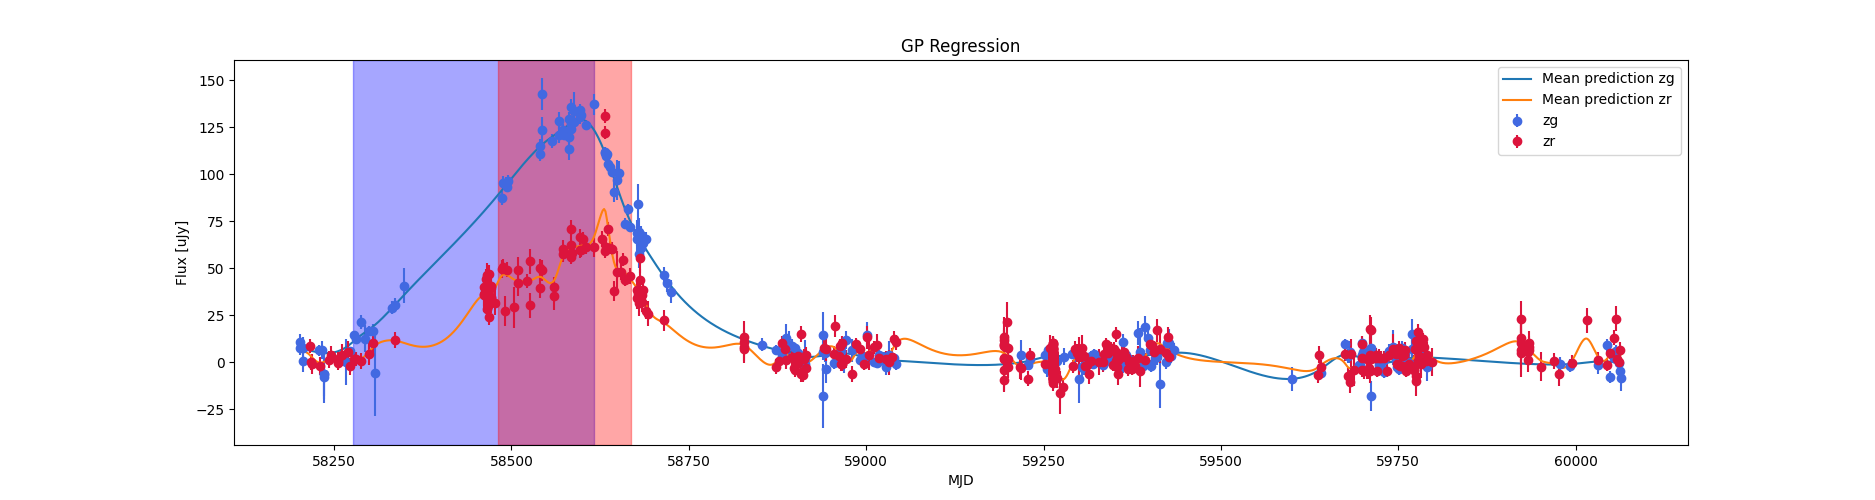 GP Regression
Mean prediction zg
Mean prediction zr
zg
zr
Flux [uJy]
150
125
100
75
50
25
0
−25
58250 58500 58750 59000 59250 59500 59750 60000
MJD